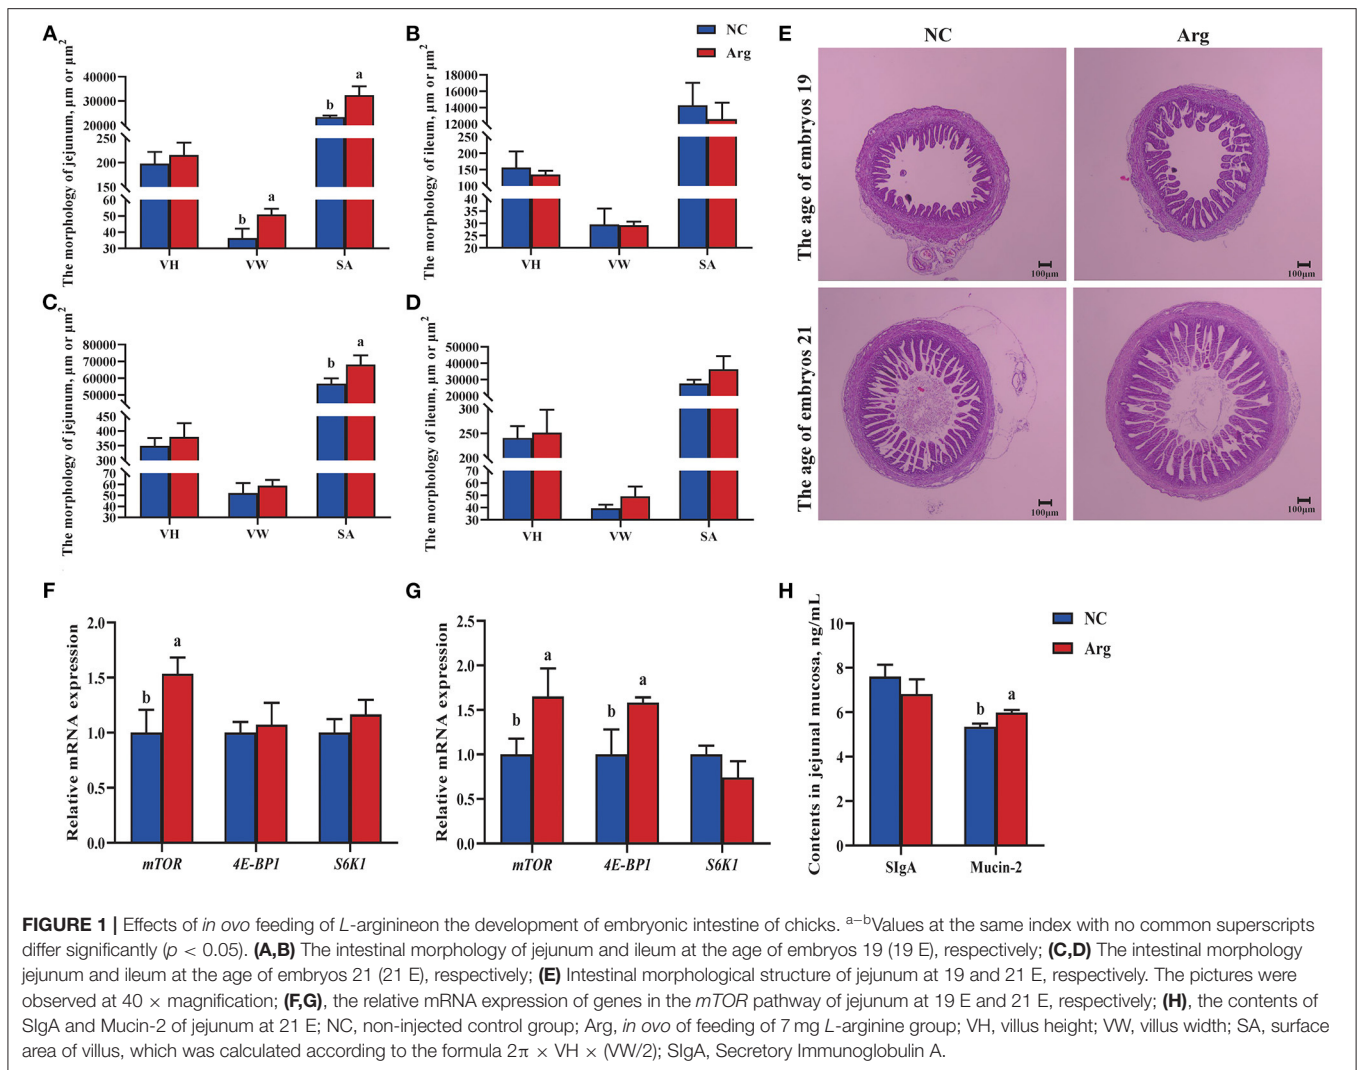 A
The morphology of jejunum, μm or μm2
40000
30000
20000
250
200
150
60
50
40
30
b
a
b
a
VH
VW
SA
B
NC
Arg
The morphology of ileum, μm or μm2
18000
16000
14000
12000
200
150
100
40
35
30
25
20
VH
VW
SA
C
The morphology of jejunum, μm or μm2
80000
70000
60000
50000
450
400
350
300
70
60
50
40
30
b
a
VH
VW
SA
D
The morphology of ileum, μm or μm2
50000
40000
30000
20000
300
250
200
70
60
50
40
30
VH
VW
SA
E
NC
Arg
The age of embryos 19
100μm
100μm
The age of embryos 21
100μm
100μm
F
Relative mRNA expression
2.0
1.5
1.0
0.5
0.0
b
a
mTOR
4E-BP1
S6K1
G
Relative mRNA expression
2.5
2.0
1.5
1.0
0.5
0.0
b
a
b
a
mTOR
4E-BP1
S6K1
H
Contents in jejunal mucosa, ng/mL
10
8
6
4
2
0
b
a
SIgA
Mucin-2
NC
Arg
FIGURE 1 | Effects of in ovo feeding of L-arginineon the development of embryonic intestine of chicks. a–bValues at the same index with no common superscripts
differ significantly (p < 0.05). (A,B) The intestinal morphology of jejunum and ileum at the age of embryos 19 (19 E), respectively; (C,D) The intestinal morphology
jejunum and ileum at the age of embryos 21 (21 E), respectively; (E) Intestinal morphological structure of jejunum at 19 and 21 E, respectively. The pictures were
observed at 40 × magnification; (F,G), the relative mRNA expression of genes in the mTOR pathway of jejunum at 19 E and 21 E, respectively; (H), the contents of
SIgA and Mucin-2 of jejunum at 21 E; NC, non-injected control group; Arg, in ovo of feeding of 7 mg L-arginine group; VH, villus height; VW, villus width; SA, surface
area of villus, which was calculated according to the formula 2π × VH × (VW/2); SIgA, Secretory Immunoglobulin A.